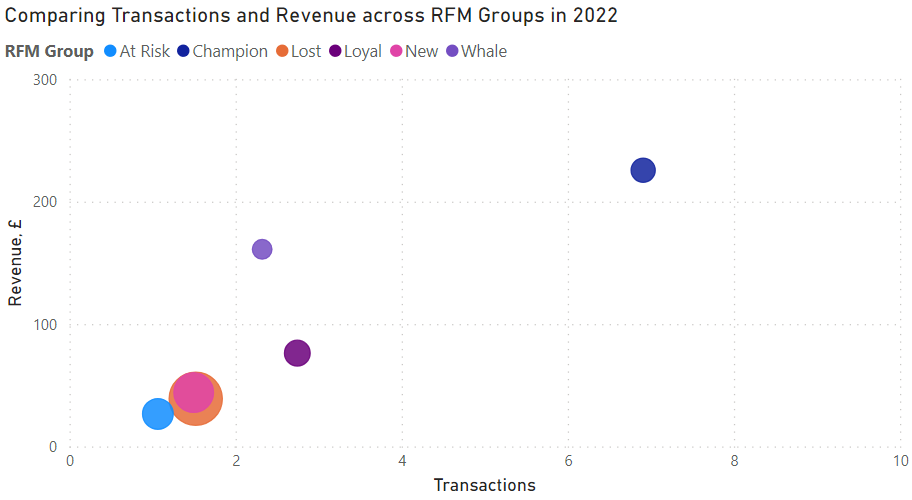 Comparing Transactions and Revenue across RFM Groups in 2022
RFM Group At Risk Champion Lost Loyal New Whale
300
200
100
0
Revenue, £
0 2 4 6 8 10
Transactions